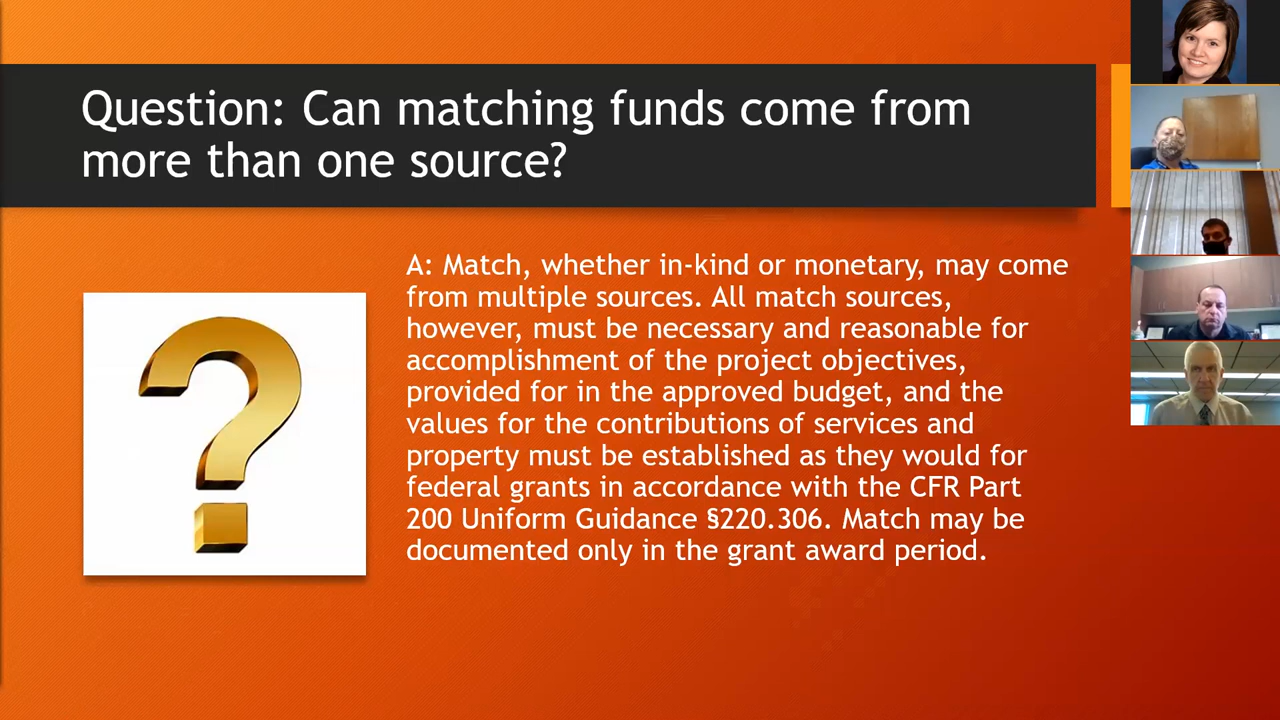 Question: Can matching funds come from
more than one source?
A: Match, whether in-kind or monetary, may come
from multiple sources. All match sources,
however, must be necessary and reasonable for
accomplishment of the project objectives,
provided for in the approved budget, and the
values for the contributions of services and
property must be established as they would for
federal grants in accordance with the CFR Part
200 Uniform Guidance §220.306. Match may be
documented only in the grant award period.